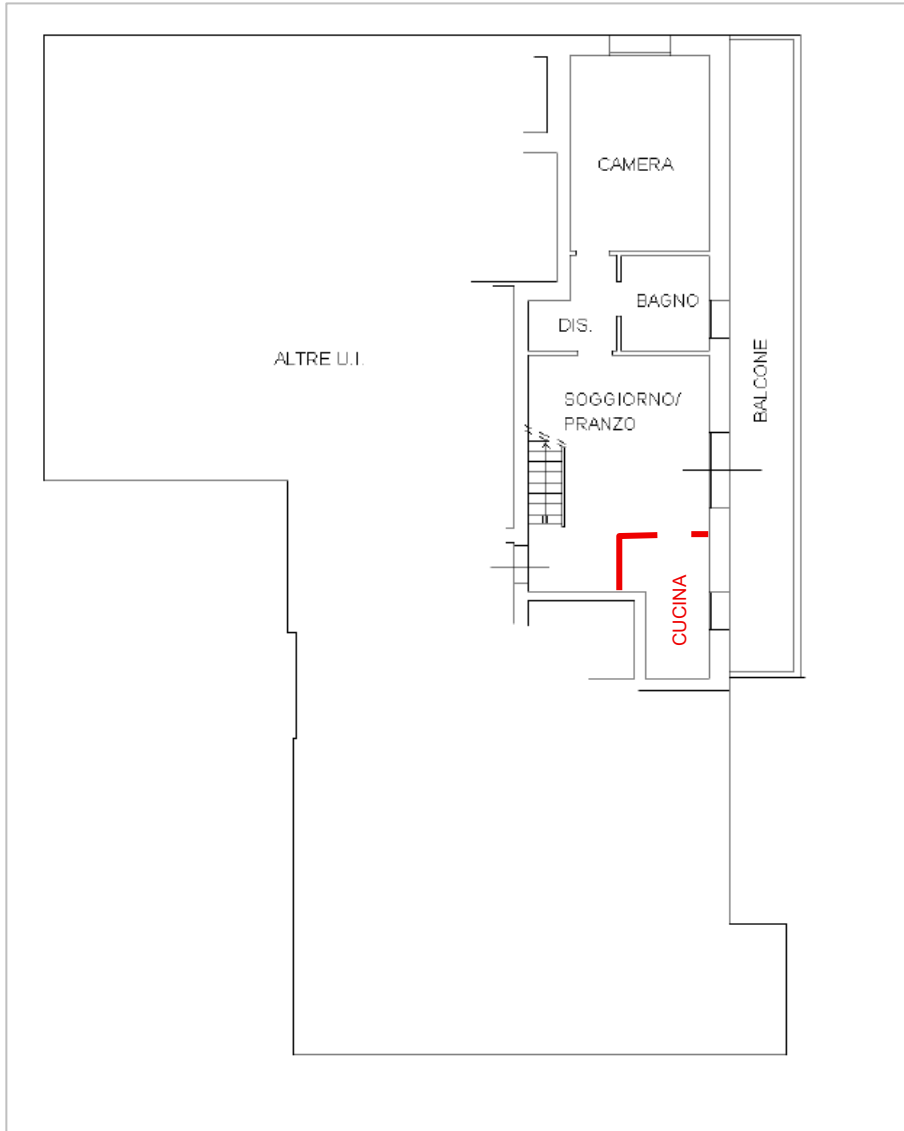 CAMERA
BAGNO
DIS.
ALTRE U.I.
BALCONE
SOGGIORNO/
PRANZO
CUCINA